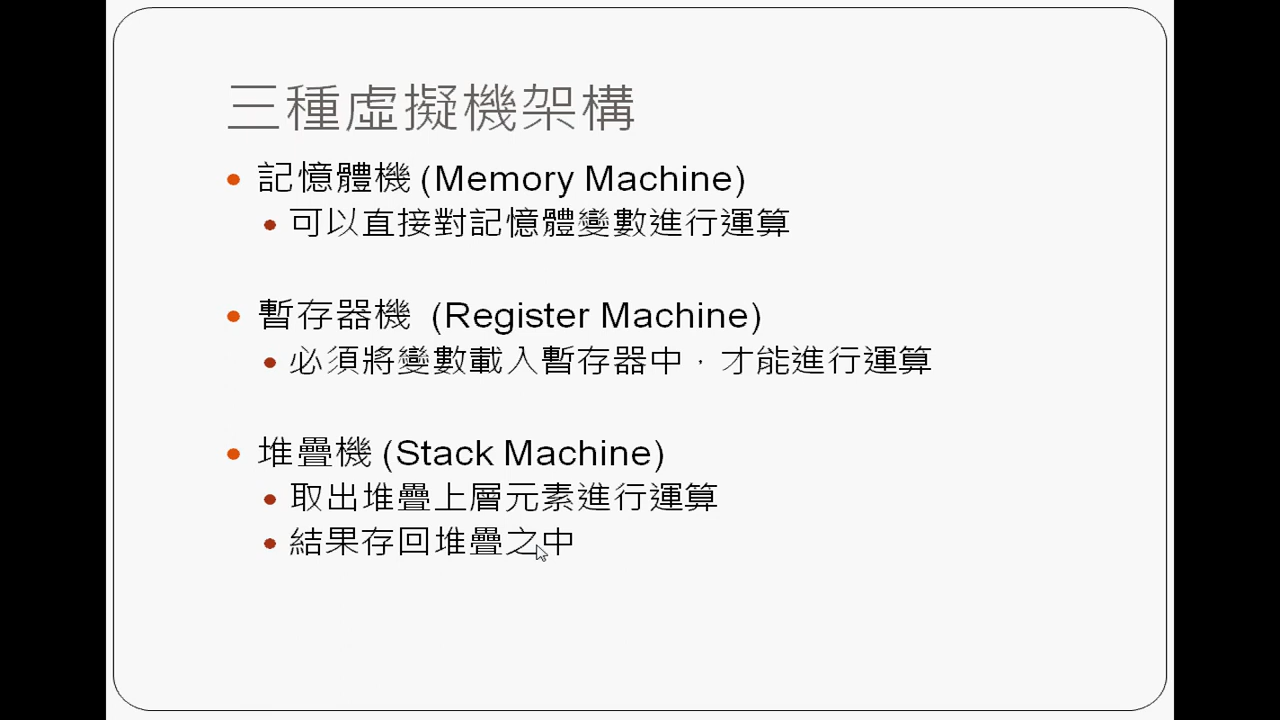 三種虛擬機架構
記憶體機 (Memory Machine)
可以直接對記憶體變數進行運算
暫存器機 (Register Machine)
必須將變數載入暫存器中，才能進行運算
堆疊機 (Stack Machine)
取出堆疊上層元素進行運算
結果存回堆疊之中